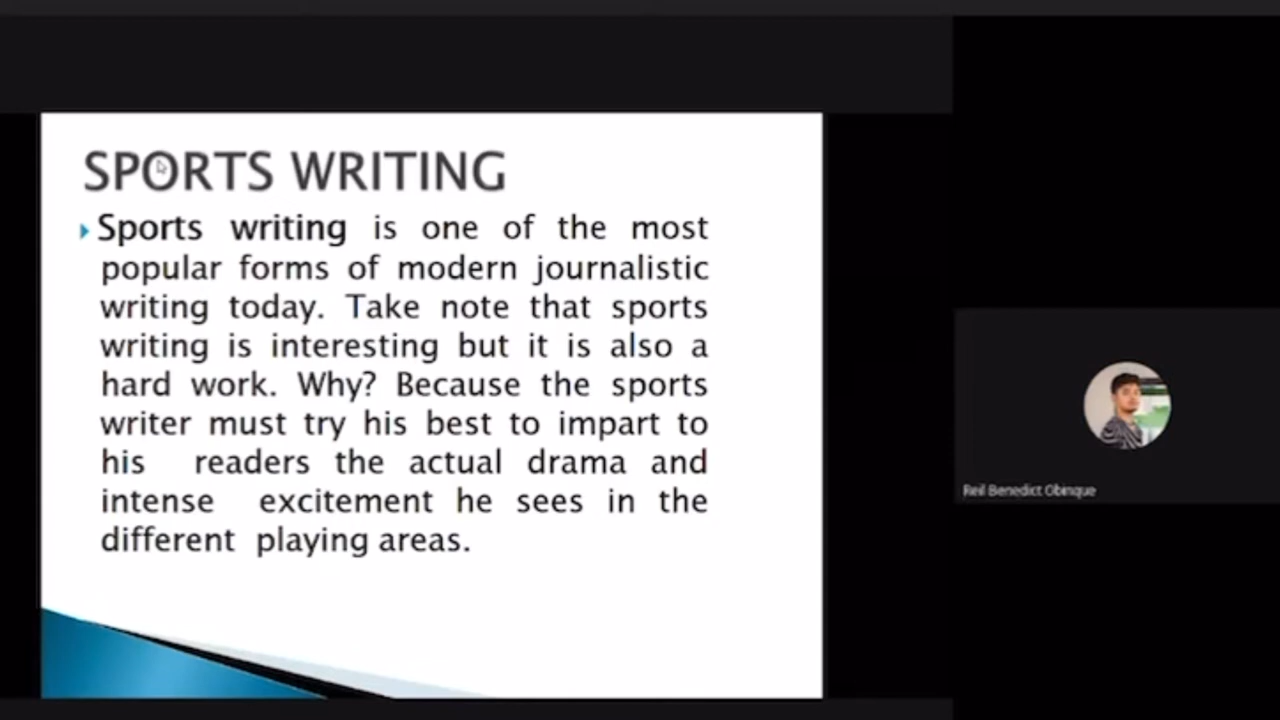 SPORTS WRITING
Sports writing is one of the most
popular forms of modern journalistic
writing today. Take note that sports
writing is interesting but it is also a
hard work. Why? Because the sports
writer must try his best to impart to
his readers the actual drama and
intense excitement he sees in the
different playing areas.
Reil Benedict Obinque